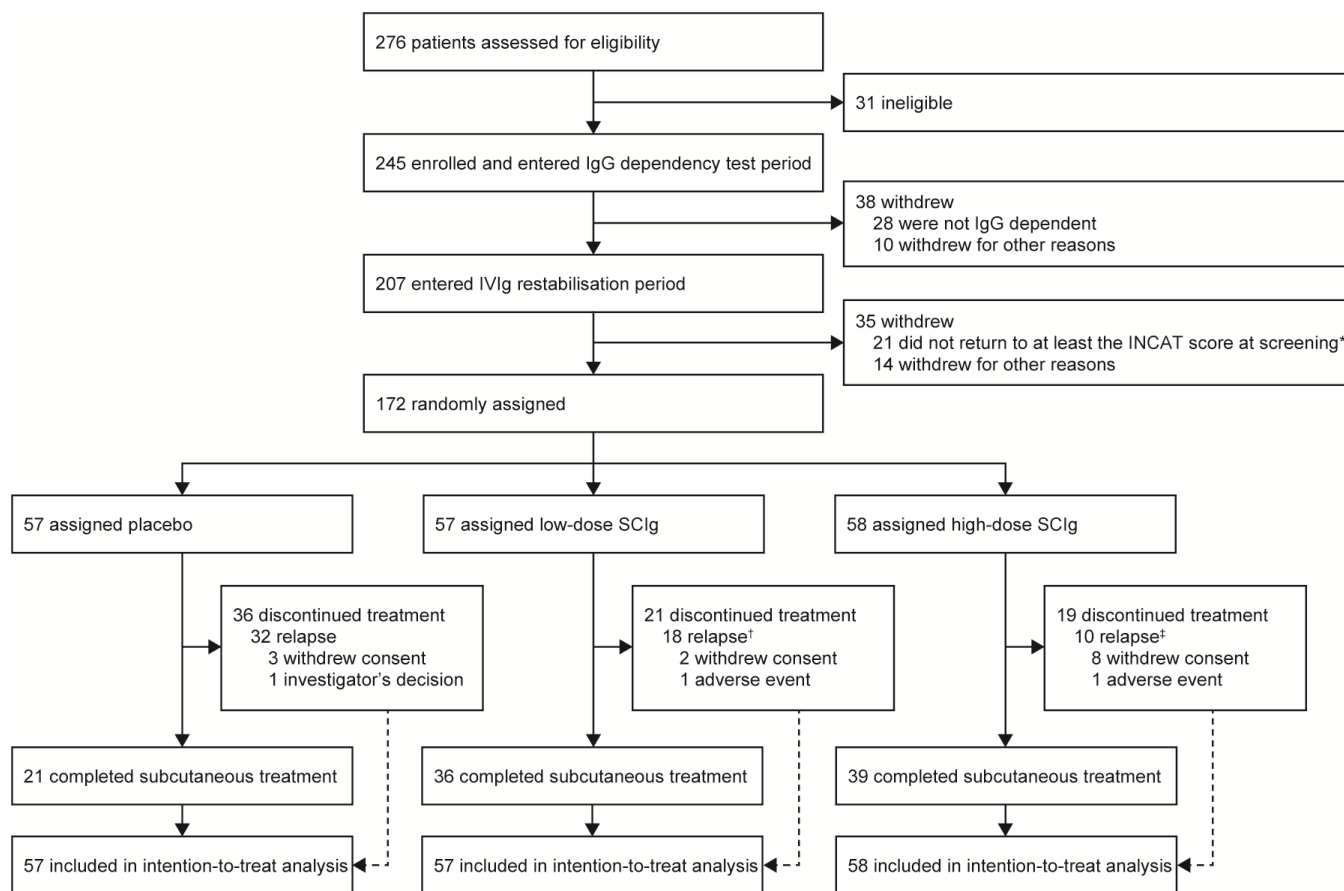 276 patients assessed for eligibility
31 ineligible
245 enrolled and entered IgG dependency test period
38 withdrew
28 were not IgG dependent
10 withdrew for other reasons
207 entered IVIg restabilisation period
35 withdrew
21 did not return to at least the INCAT score at screening*
14 withdrew for other reasons
172 randomly assigned
57 assigned placebo
57 assigned low-dose SCIg
58 assigned high-dose SCIg
36 discontinued treatment
32 relapse
3 withdrew consent
1 investigator’s decision
21 discontinued treatment
18 relapse†
2 withdrew consent
1 adverse event
19 discontinued treatment
10 relapse‡
8 withdrew consent
1 adverse event
21 completed subcutaneous treatment
36 completed subcutaneous treatment
39 completed subcutaneous treatment
57 included in intention-to-treat analysis
57 included in intention-to-treat analysis
58 included in intention-to-treat analysis